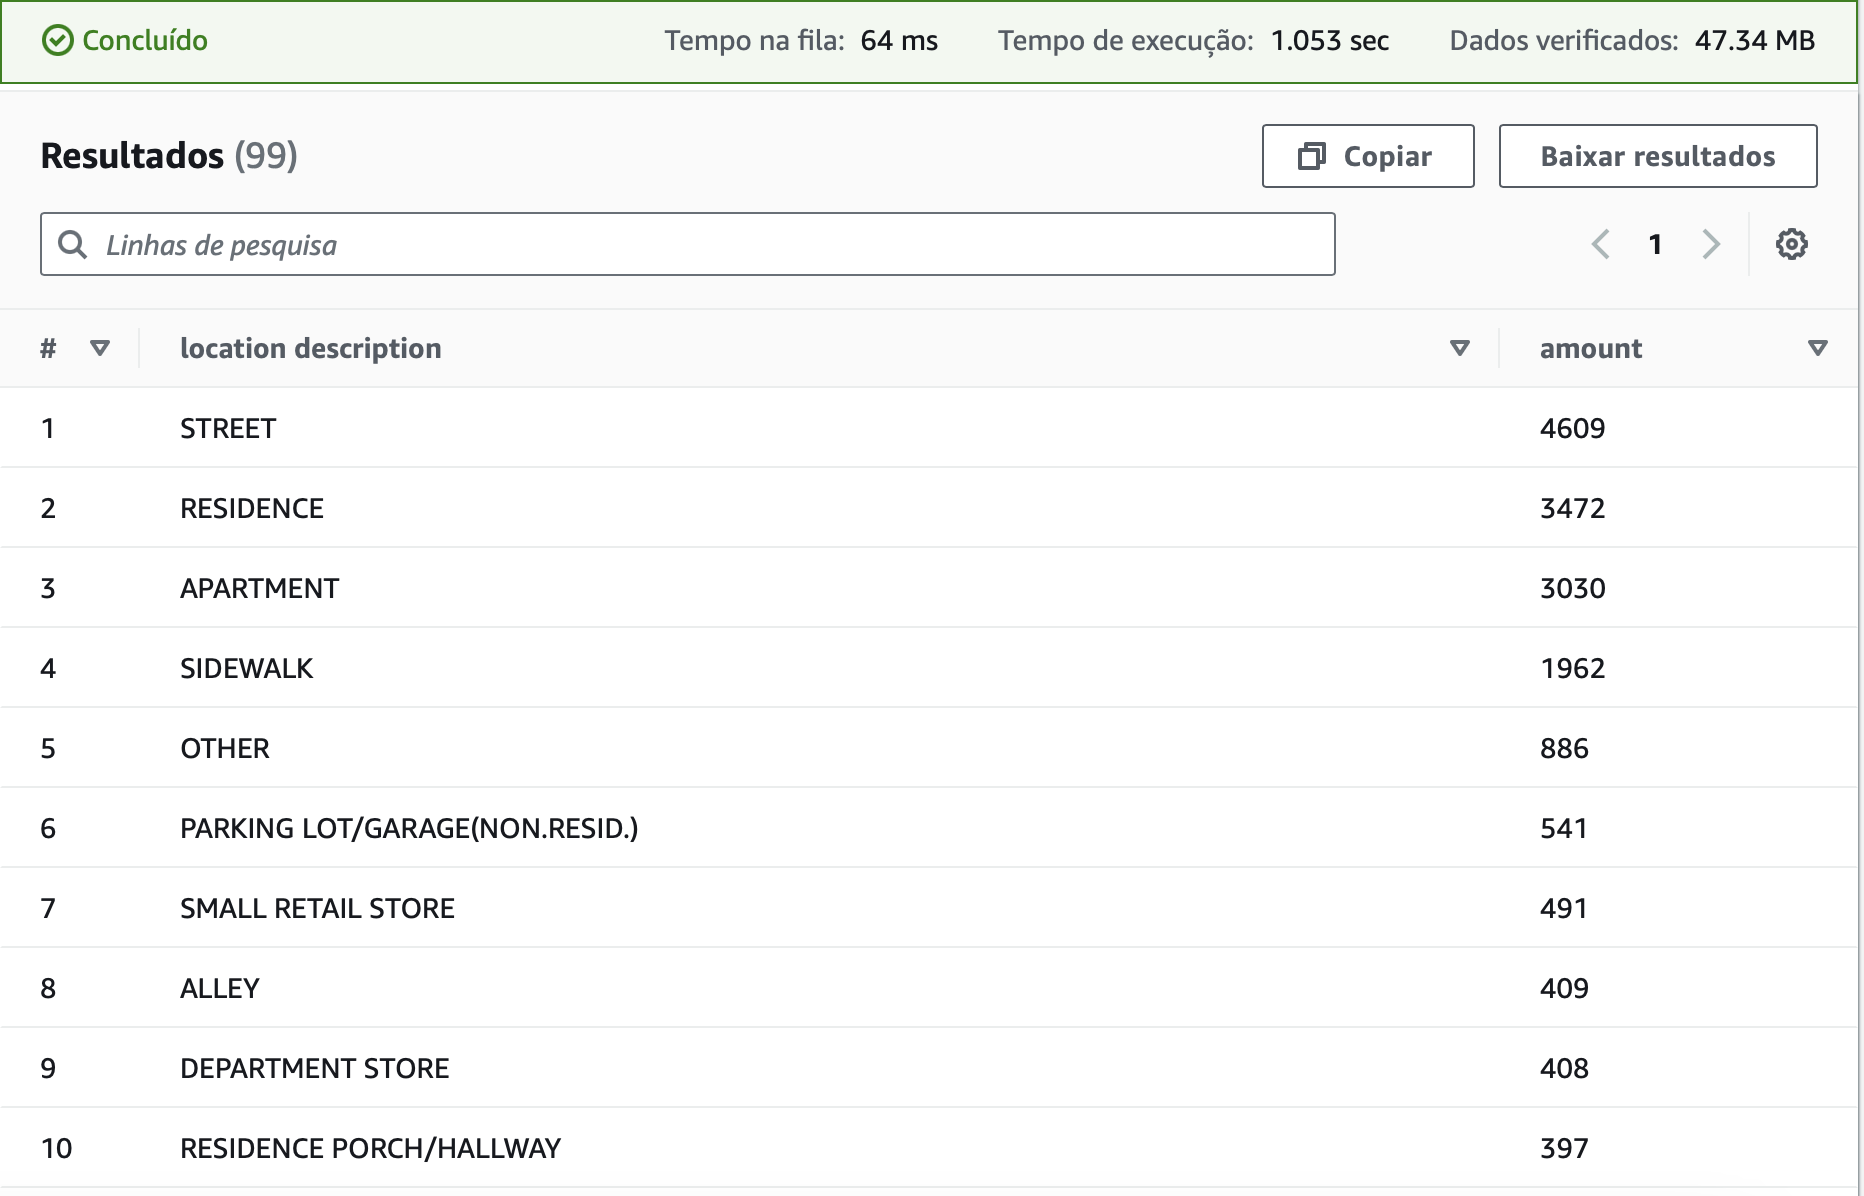 Concluído Tempo na fila: 64 ms Tempo de execução: 1.053 sec Dados verificados: 47.34 MB
Resultados (99) Copiar Baixar resultados
Linhas de pesquisa 1
# location description amount
1 STREET 4609
2 RESIDENCE 3472
3 APARTMENT 3030
4 SIDEWALK 1962
5 OTHER 886
6 PARKING LOT/GARAGE(NON.RESID.) 541
7 SMALL RETAIL STORE 491
8 ALLEY 409
9 DEPARTMENT STORE 408
10 RESIDENCE PORCH/HALLWAY 397